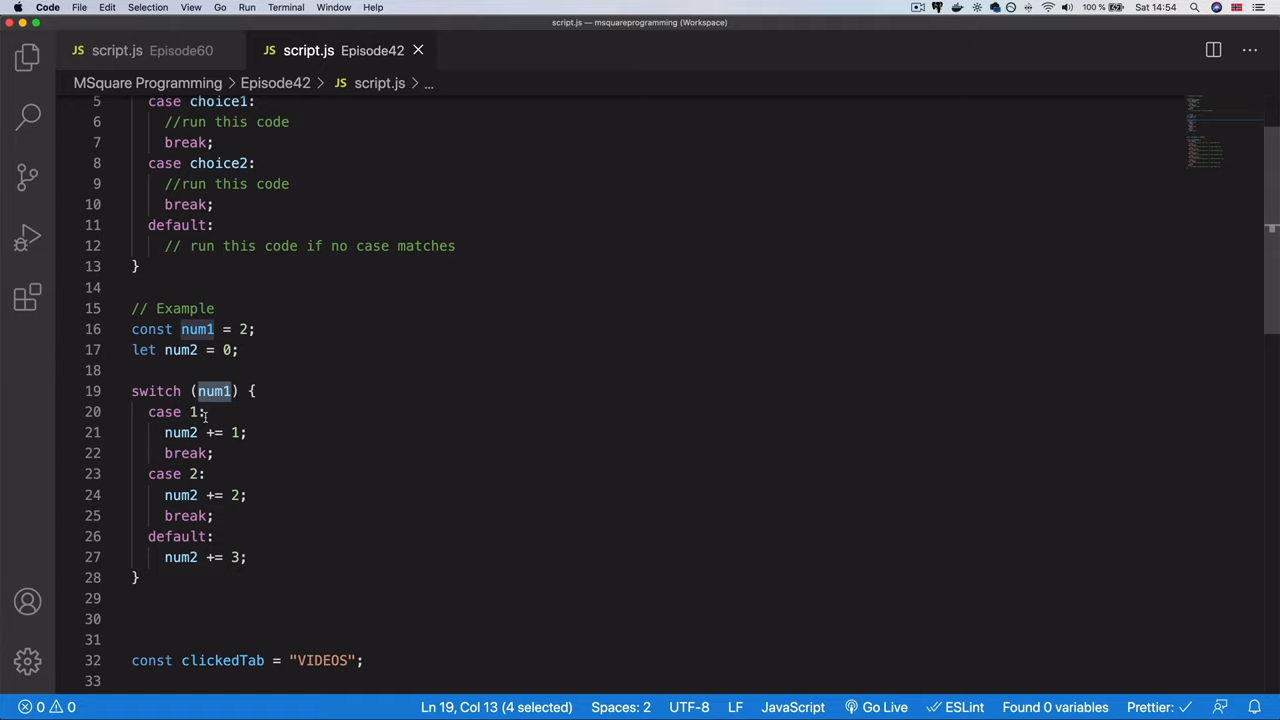 Code File Edit Selection View Go Run Terminal Window Help 100 % Sat 14:54
script.js — msquareprogramming (Workspace)
JS script.js Episode60 JS script.js Episode42
MSquare Programming > Episode42 > JS script.js > ...
5 case choice1:
6 //run this code
7 break;
8 case choice2:
9 //run this code
10 break;
11 default:
12 // run this code if no case matches
13 }
14
15 // Example
16 const num1 = 2;
17 let num2 = 0;
18
19 switch (num1) {
20 case 1:
21 num2 += 1;
22 break;
23 case 2:
24 num2 += 2;
25 break;
26 default:
27 num2 += 3;
28 }
29
30
31
32 const clickedTab = "VIDEOS";
33
0 0 Ln 19, Col 13 (4 selected) Spaces: 2 UTF-8 LF JavaScript Go Live ESLint Found 0 variables Prettier: ✓